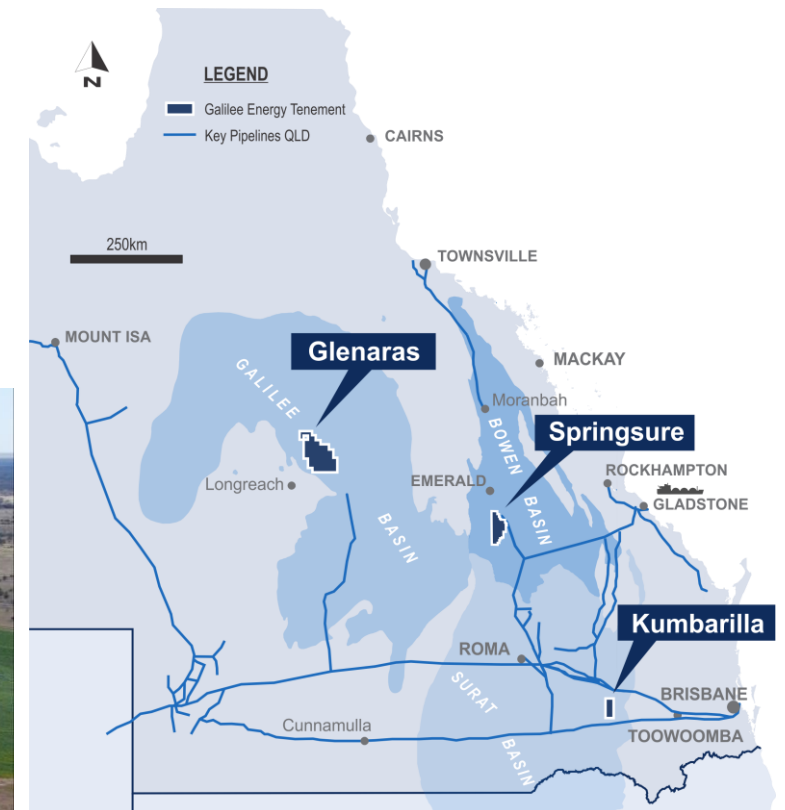 N
LEGEND
Galilee Energy Tenement
Key Pipelines QLD
250km
CAIRNS
TOWNSVILLE
MOUNT ISA
Glenaras
MACKAY
GALILEE
BASIN
Moranbah
BOWEN
BASIN
Springsure
Longreach
EMERALD
ROCKHAMPTON
GLADSTONE
Kumbarilla
ROMA
SURAT
BASIN
BRISBANE
TOOWOOMBA
Cunnamulla